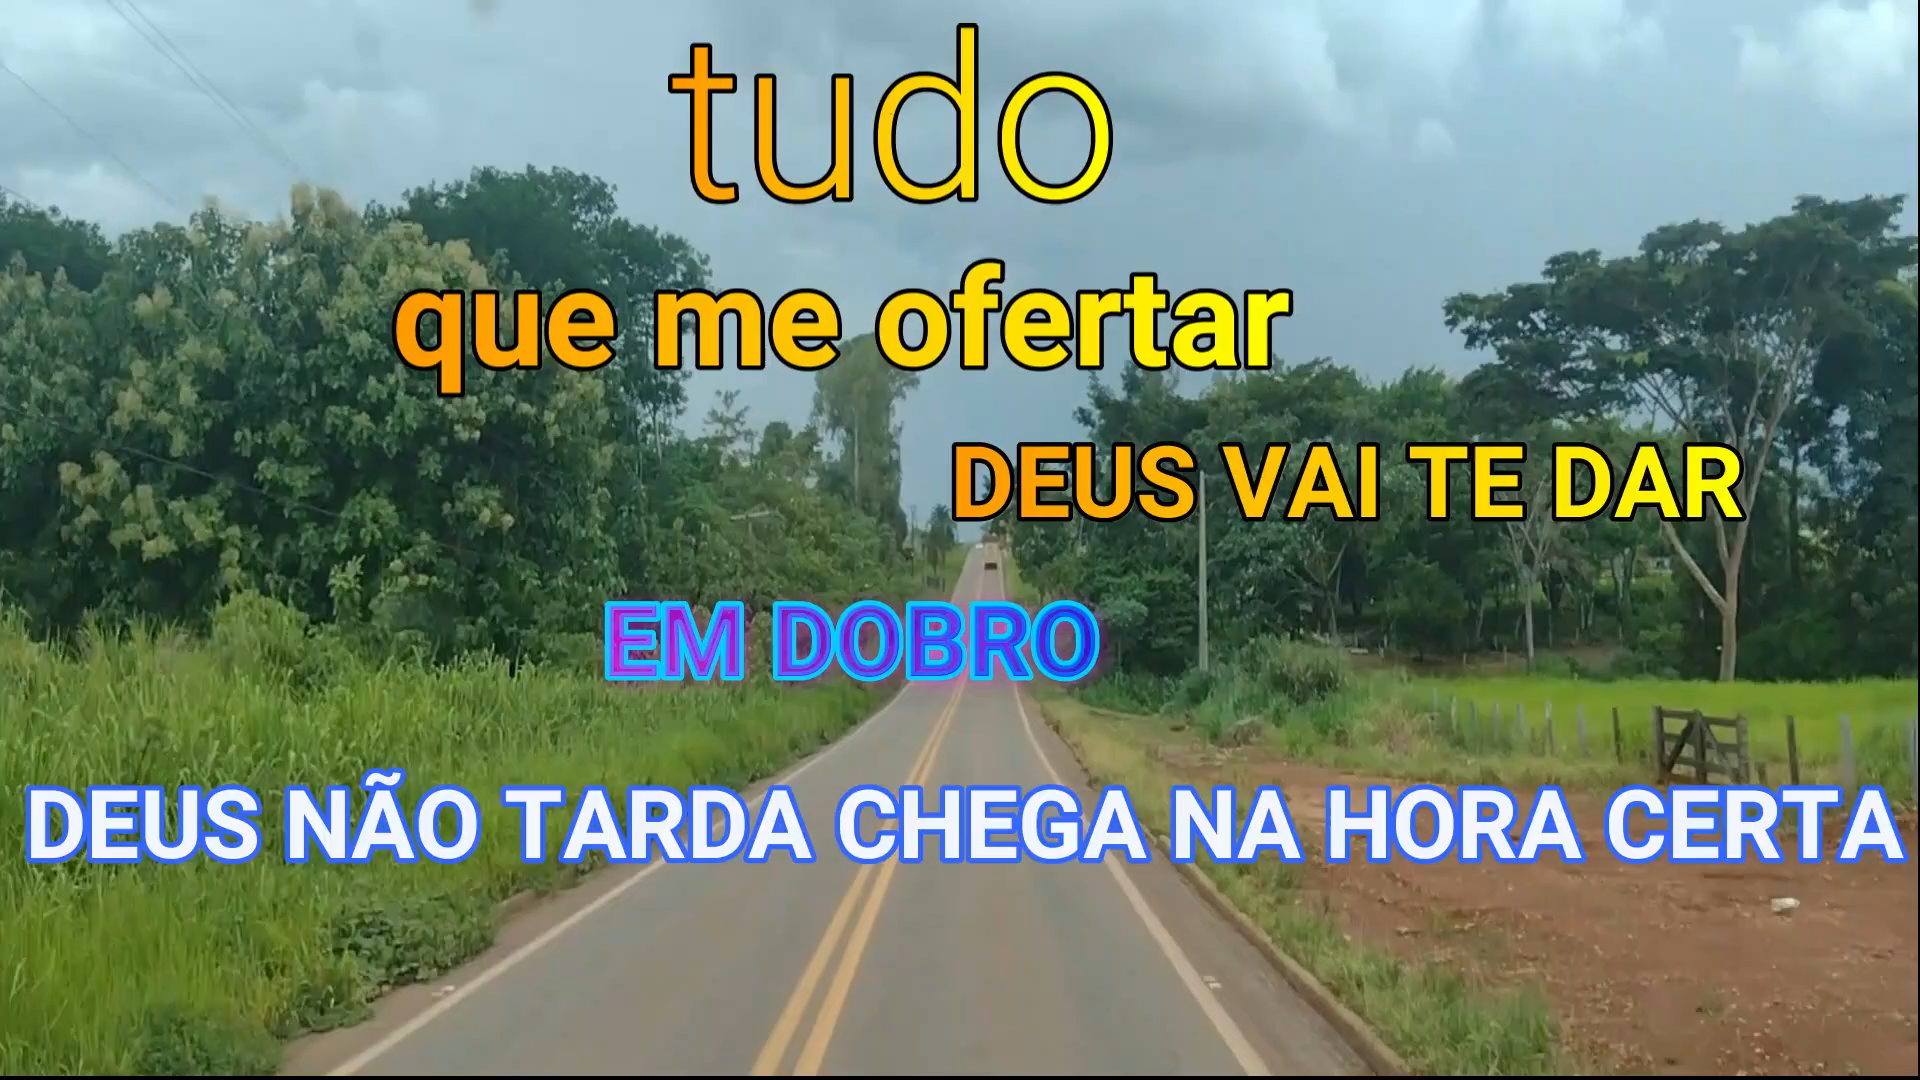 tudo
que me ofertar
DEUS VAI TE DAR
EM DOBRO
DEUS NÃO TARDA CHEGA NA HORA CERTA